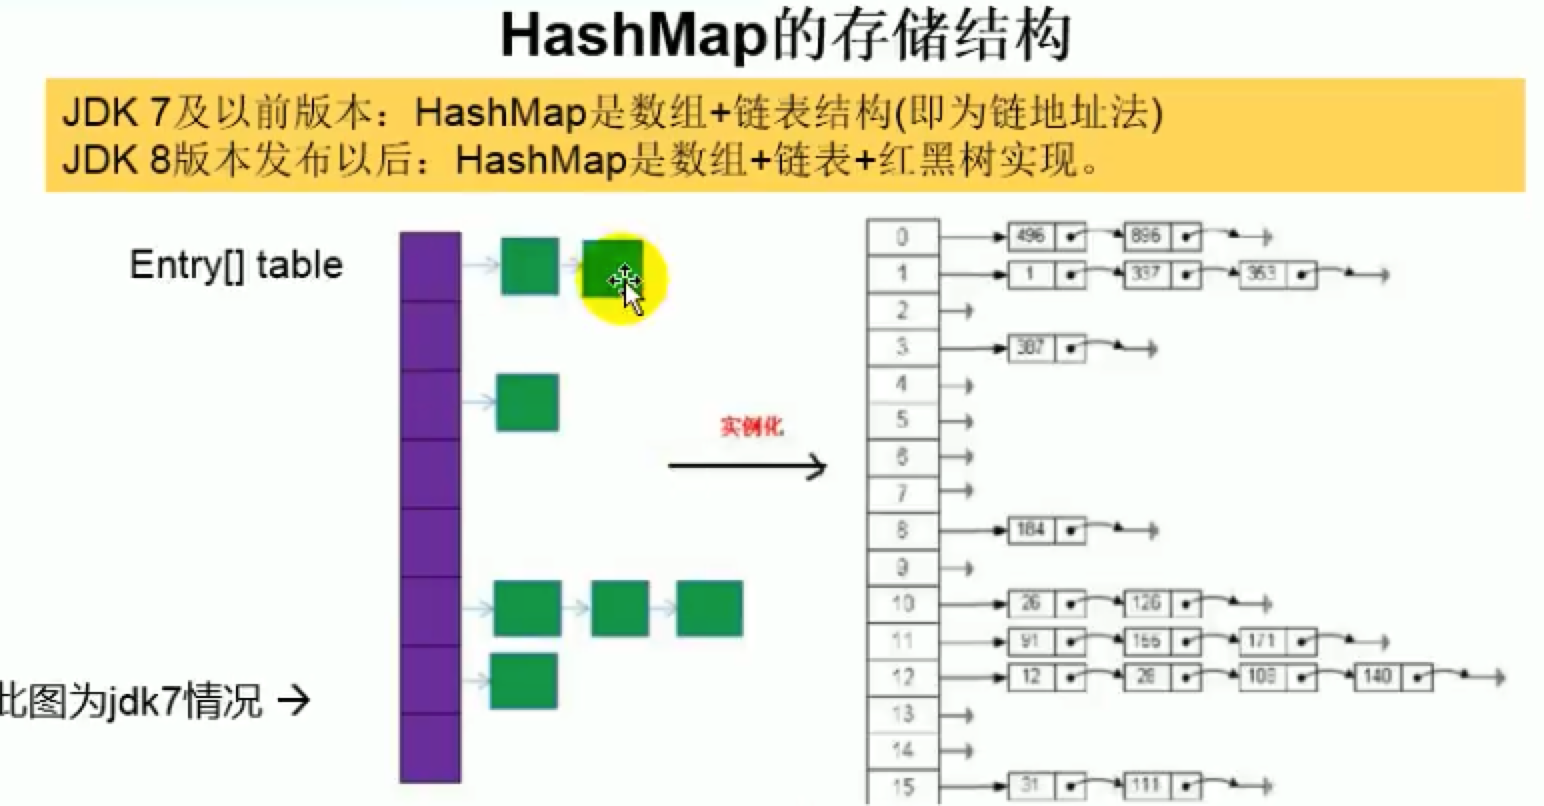 HashMap的存储结构
JDK 7及以前版本：HashMap是数组+链表结构(即为链地址法)
JDK 8版本发布以后：HashMap是数组+链表+红黑树实现。
Entry[] table
实例化
此图为jdk7情况 →
0 496 896
1 1 337 353
2
3 387
4
5
6
7
8 184
9
10 26 126
11 91 156 171
12 12 28 108 140
13
14
15 31 111